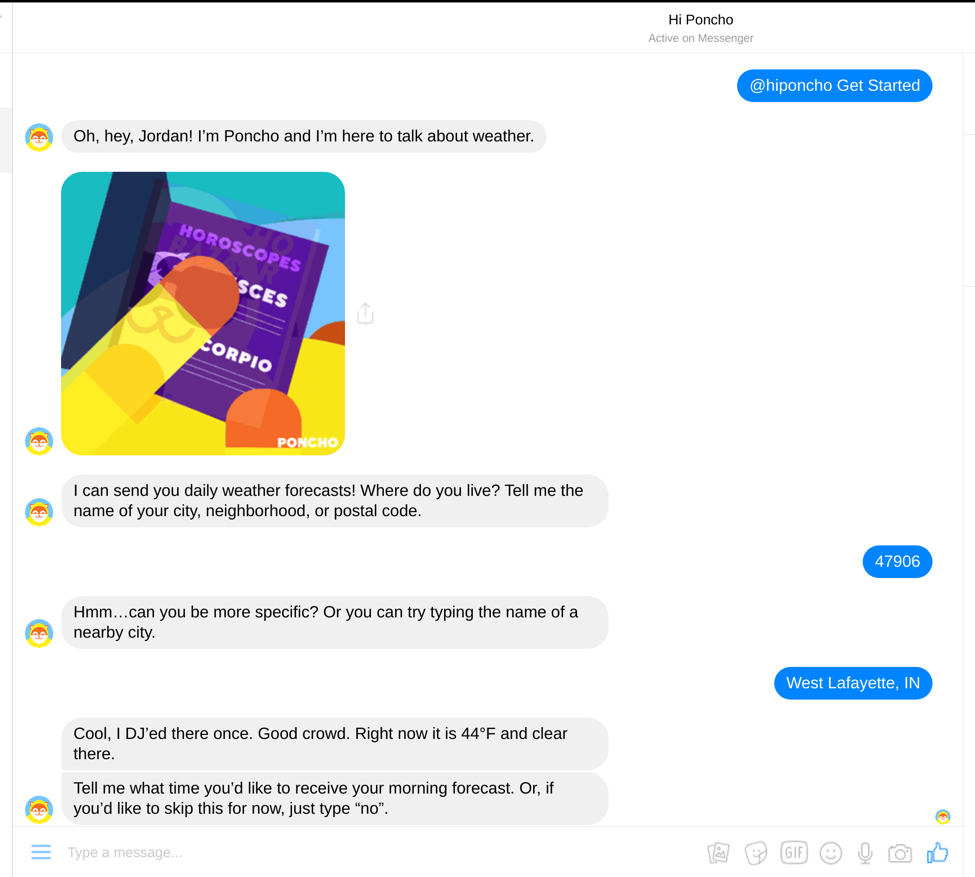 Hi Poncho
Active on Messenger
@hiponcho Get Started
Oh, hey, Jordan! I’m Poncho and I’m here to talk about weather.
HOROSCOPES
SCES
CORPIO
PONCHO
I can send you daily weather forecasts! Where do you live? Tell me the
name of your city, neighborhood, or postal code.
47906
Hmm…can you be more specific? Or you can try typing the name of a
nearby city.
West Lafayette, IN
Cool, I DJ’ed there once. Good crowd. Right now it is 44°F and clear
there.
Tell me what time you’d like to receive your morning forecast. Or, if
you’d like to skip this for now, just type “no”.
Type a message...
GIF